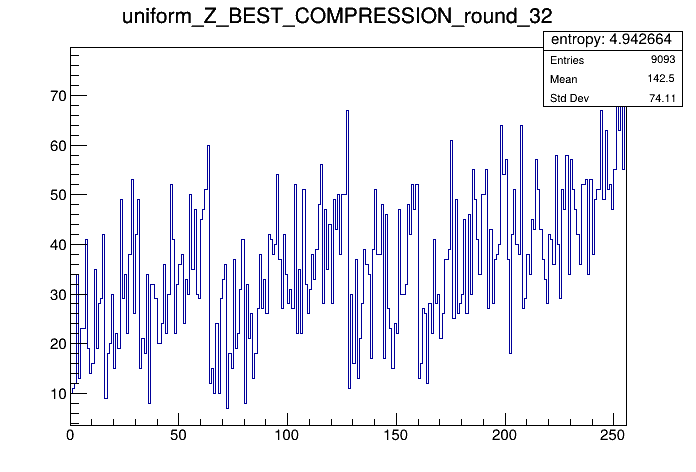 uniform_Z_BEST_COMPRESSION_round_32
entropy: 4.942664
Entries 9093
Mean 142.5
Std Dev 74.11
70
60
50
40
30
20
10
0 50 100 150 200 250